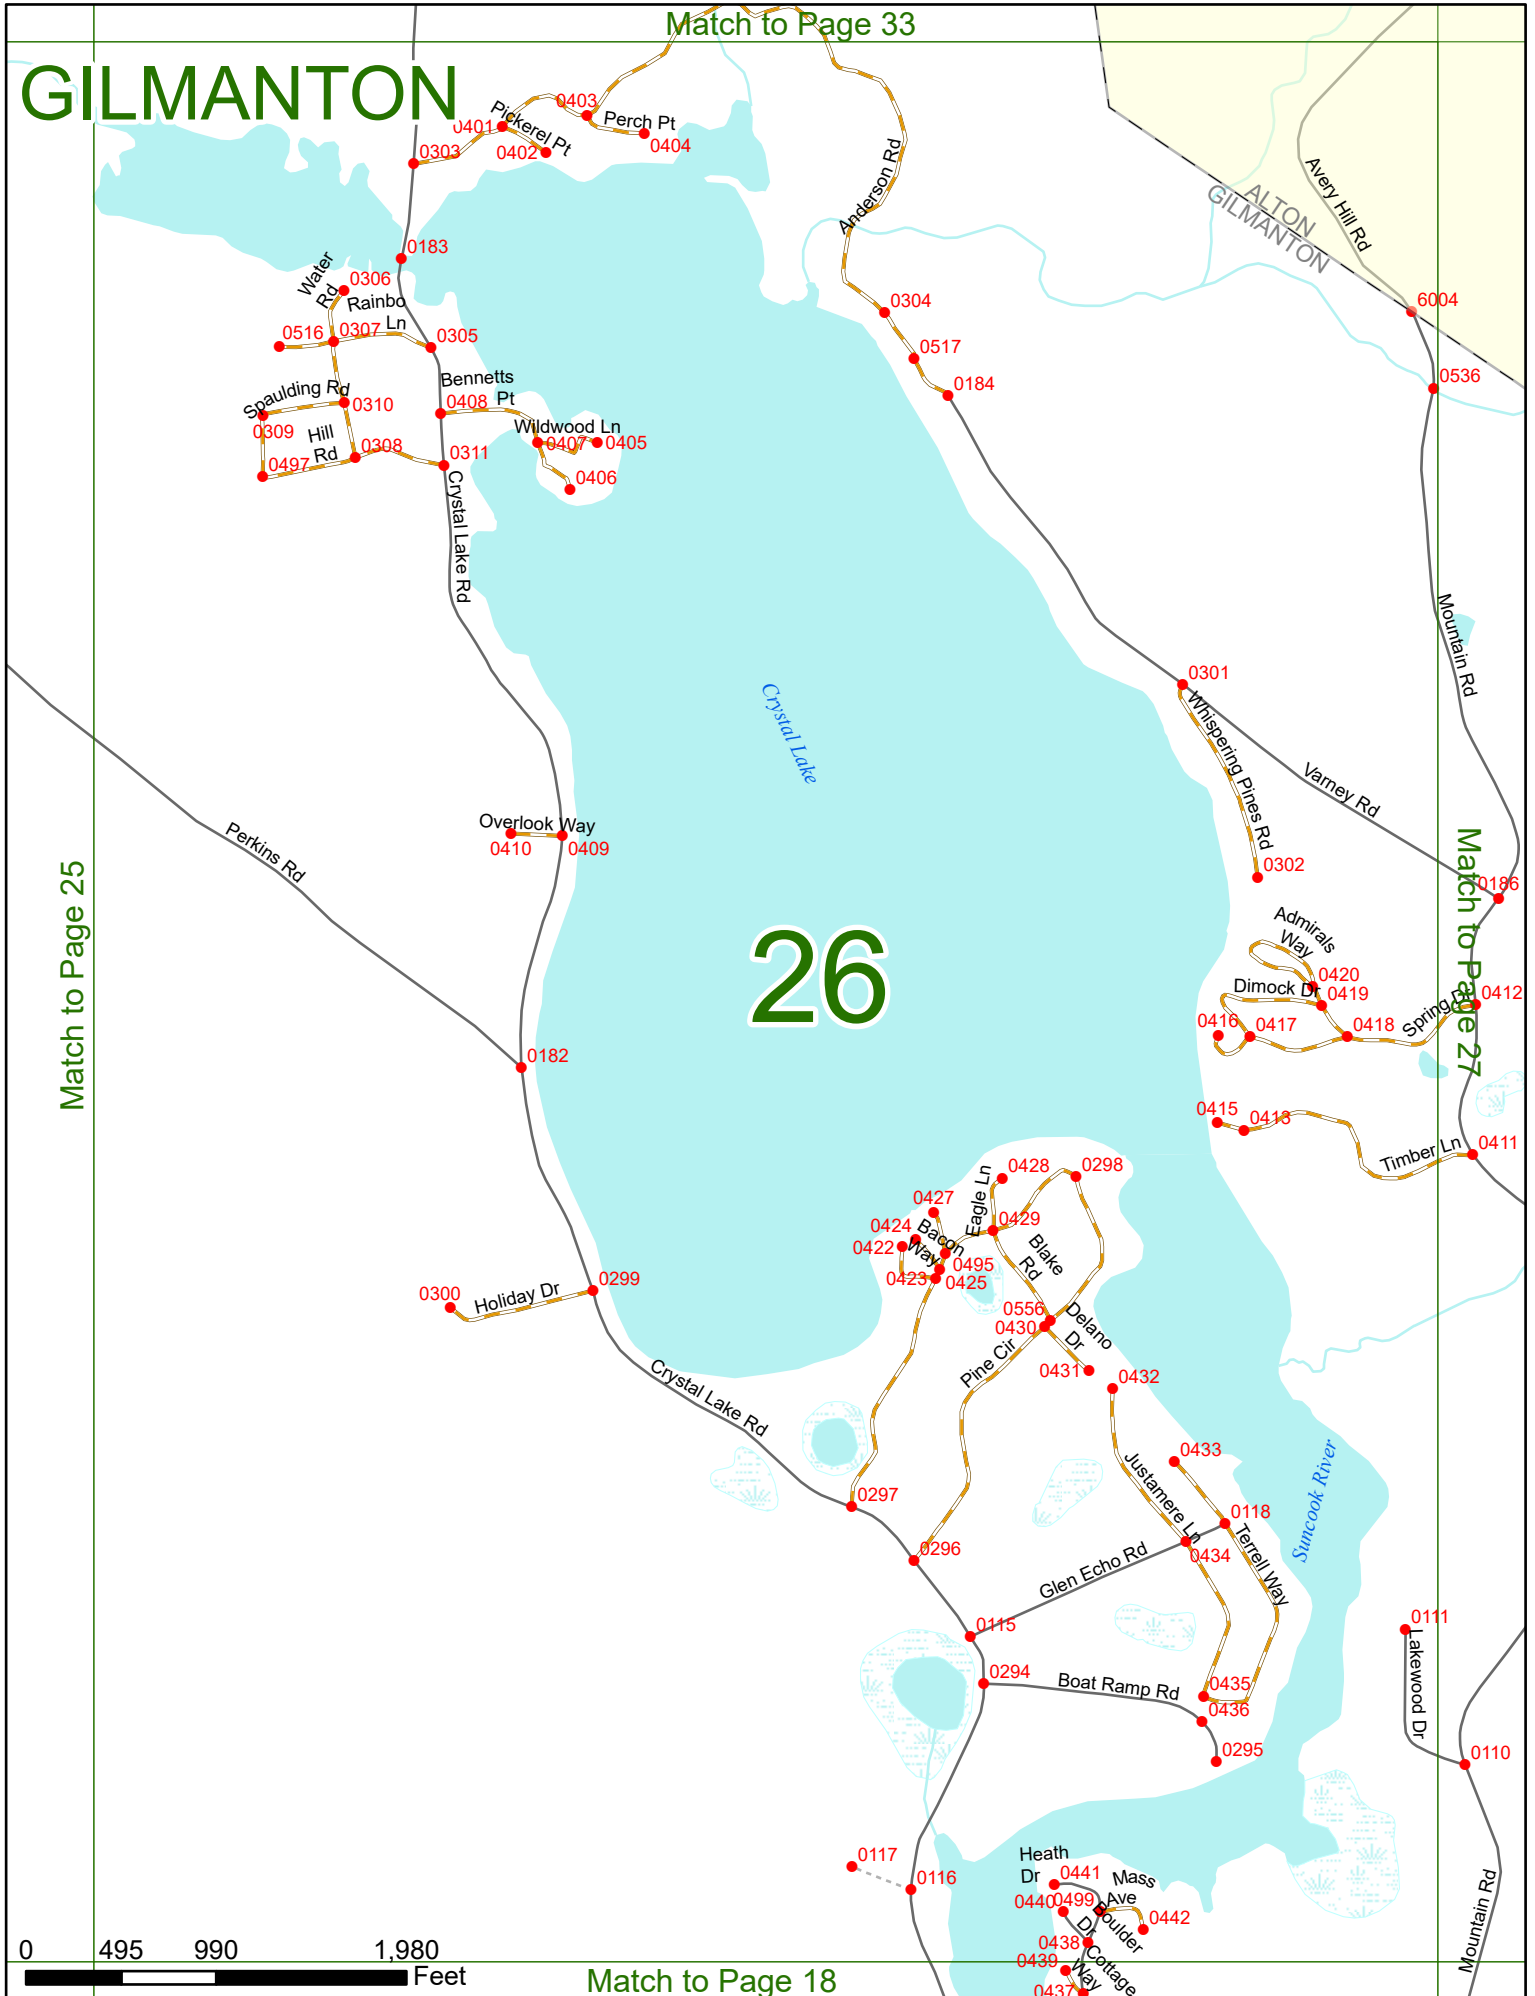 Match to Page 33
GILMANTON
0403
Pickerel Pt
Perch Pt
0401
0402
0404
0303
Anderson Rd
Avery Hill Rd
ALTON
GILMANTON
0183
Water
Rd
0306
Rainbo
Ln
0516
0307
0305
0304
6004
0517
0184
0536
Bennetts
Pt
Spaulding Rd
0310
0408
0309
Hill
Rd
Wildwood Ln
0407
0405
0308
0311
0497
0406
Crystal Lake Rd
Mountain Rd
0301
Crystal Lake
Whispering Pines Rd
Varney Rd
Overlook Way
0410
0409
Perkins Rd
0302
0186
Match to Page 25
Match to Page 27
26
Admirals
Way
0420
Dimock Dr
0419
Spring Dr
0412
0416
0417
0418
0182
0415
0413
Timber Ln
0411
0428
0298
Eagle Ln
0427
0429
0424
Bacon
Way
0422
Blake
Rd
0495
0423
0425
0300
Holiday Dr
0299
0556
0430
Delano
Dr
Pine Cir
0431
0432
Crystal Lake Rd
0433
Suncook River
Justamere Ln
0297
0118
0296
0434
Terrell Way
Glen Echo Rd
0115
0111
Lakewood Dr
0294
Boat Ramp Rd
0435
0436
0295
0110
0117
0116
Heath
Dr
0441
Mass
Ave
0440
0499
0442
Boulder
Dr
0438
Cottage
Way
0439
0437
Mountain Rd
0
495
990
1,980
Feet
Match to Page 18